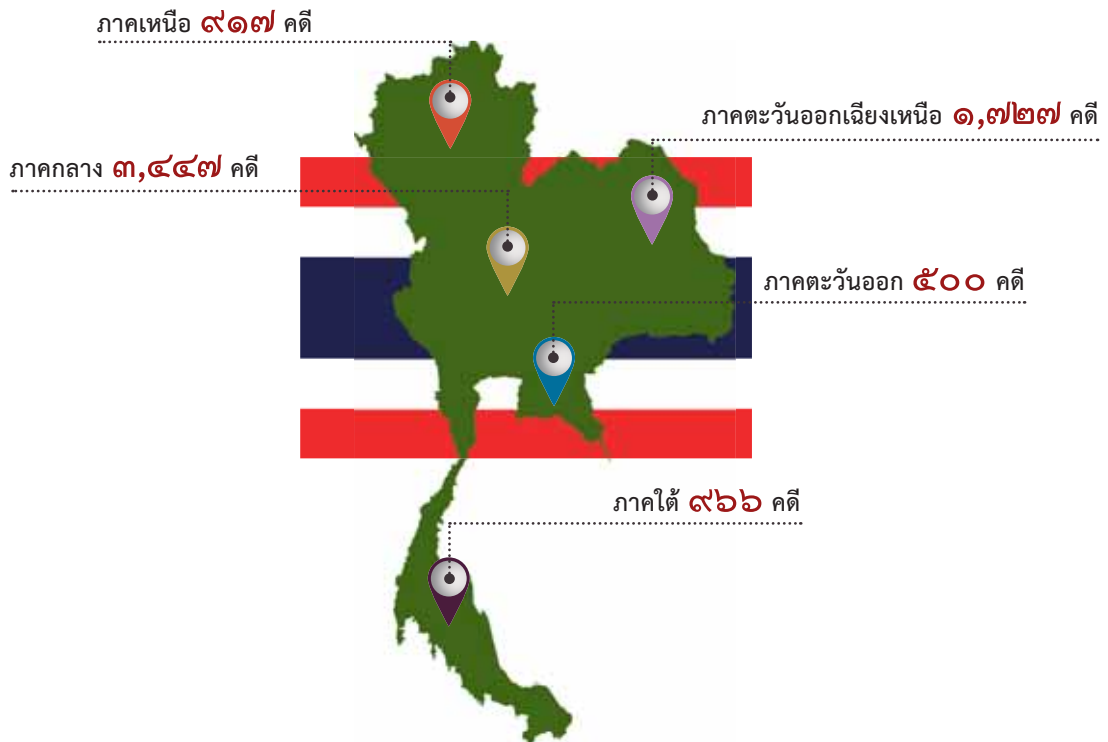 ภาคเหนือ ๙๑๗ คดี
ภาคตะวันออกเฉียงเหนือ ๑,๗๒๗ คดี
ภาคกลาง ๓,๔๔๗ คดี
ภาคตะวันออก ๕๐๐ คดี
ภาคใต้ ๙๖๖ คดี